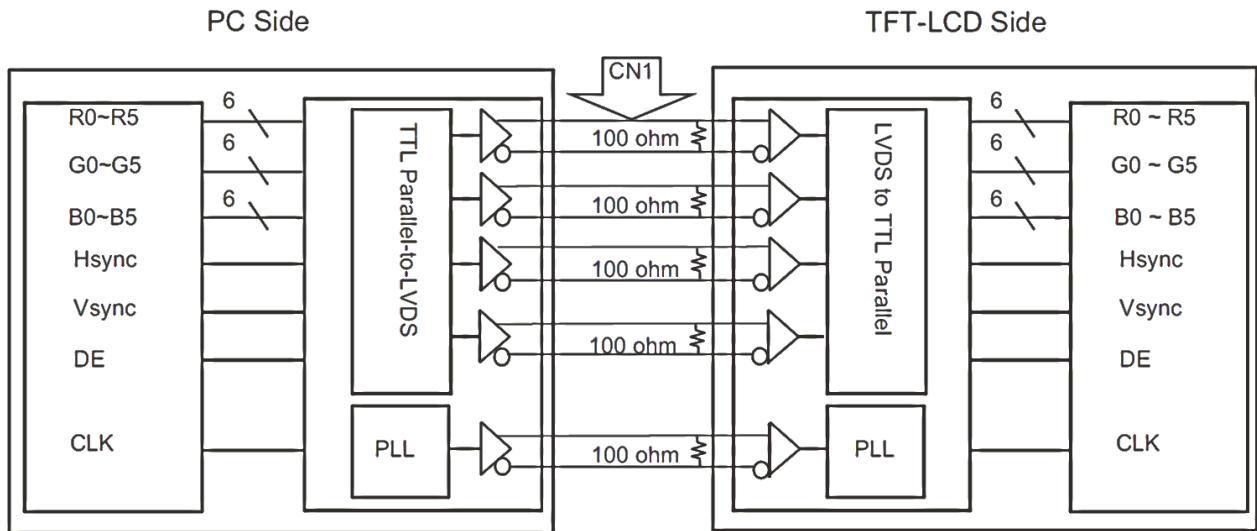 PC Side
TFT-LCD Side
CN1
R0~R5
6
G0~G5
6
B0~B5
6
Hsync
Vsync
DE
CLK
TTL Parallel-to-LVDS
PLL
100 ohm
100 ohm
100 ohm
100 ohm
100 ohm
LVDS to TTL Parallel
PLL
6
R0 ~ R5
6
G0 ~ G5
6
B0 ~ B5
Hsync
Vsync
DE
CLK